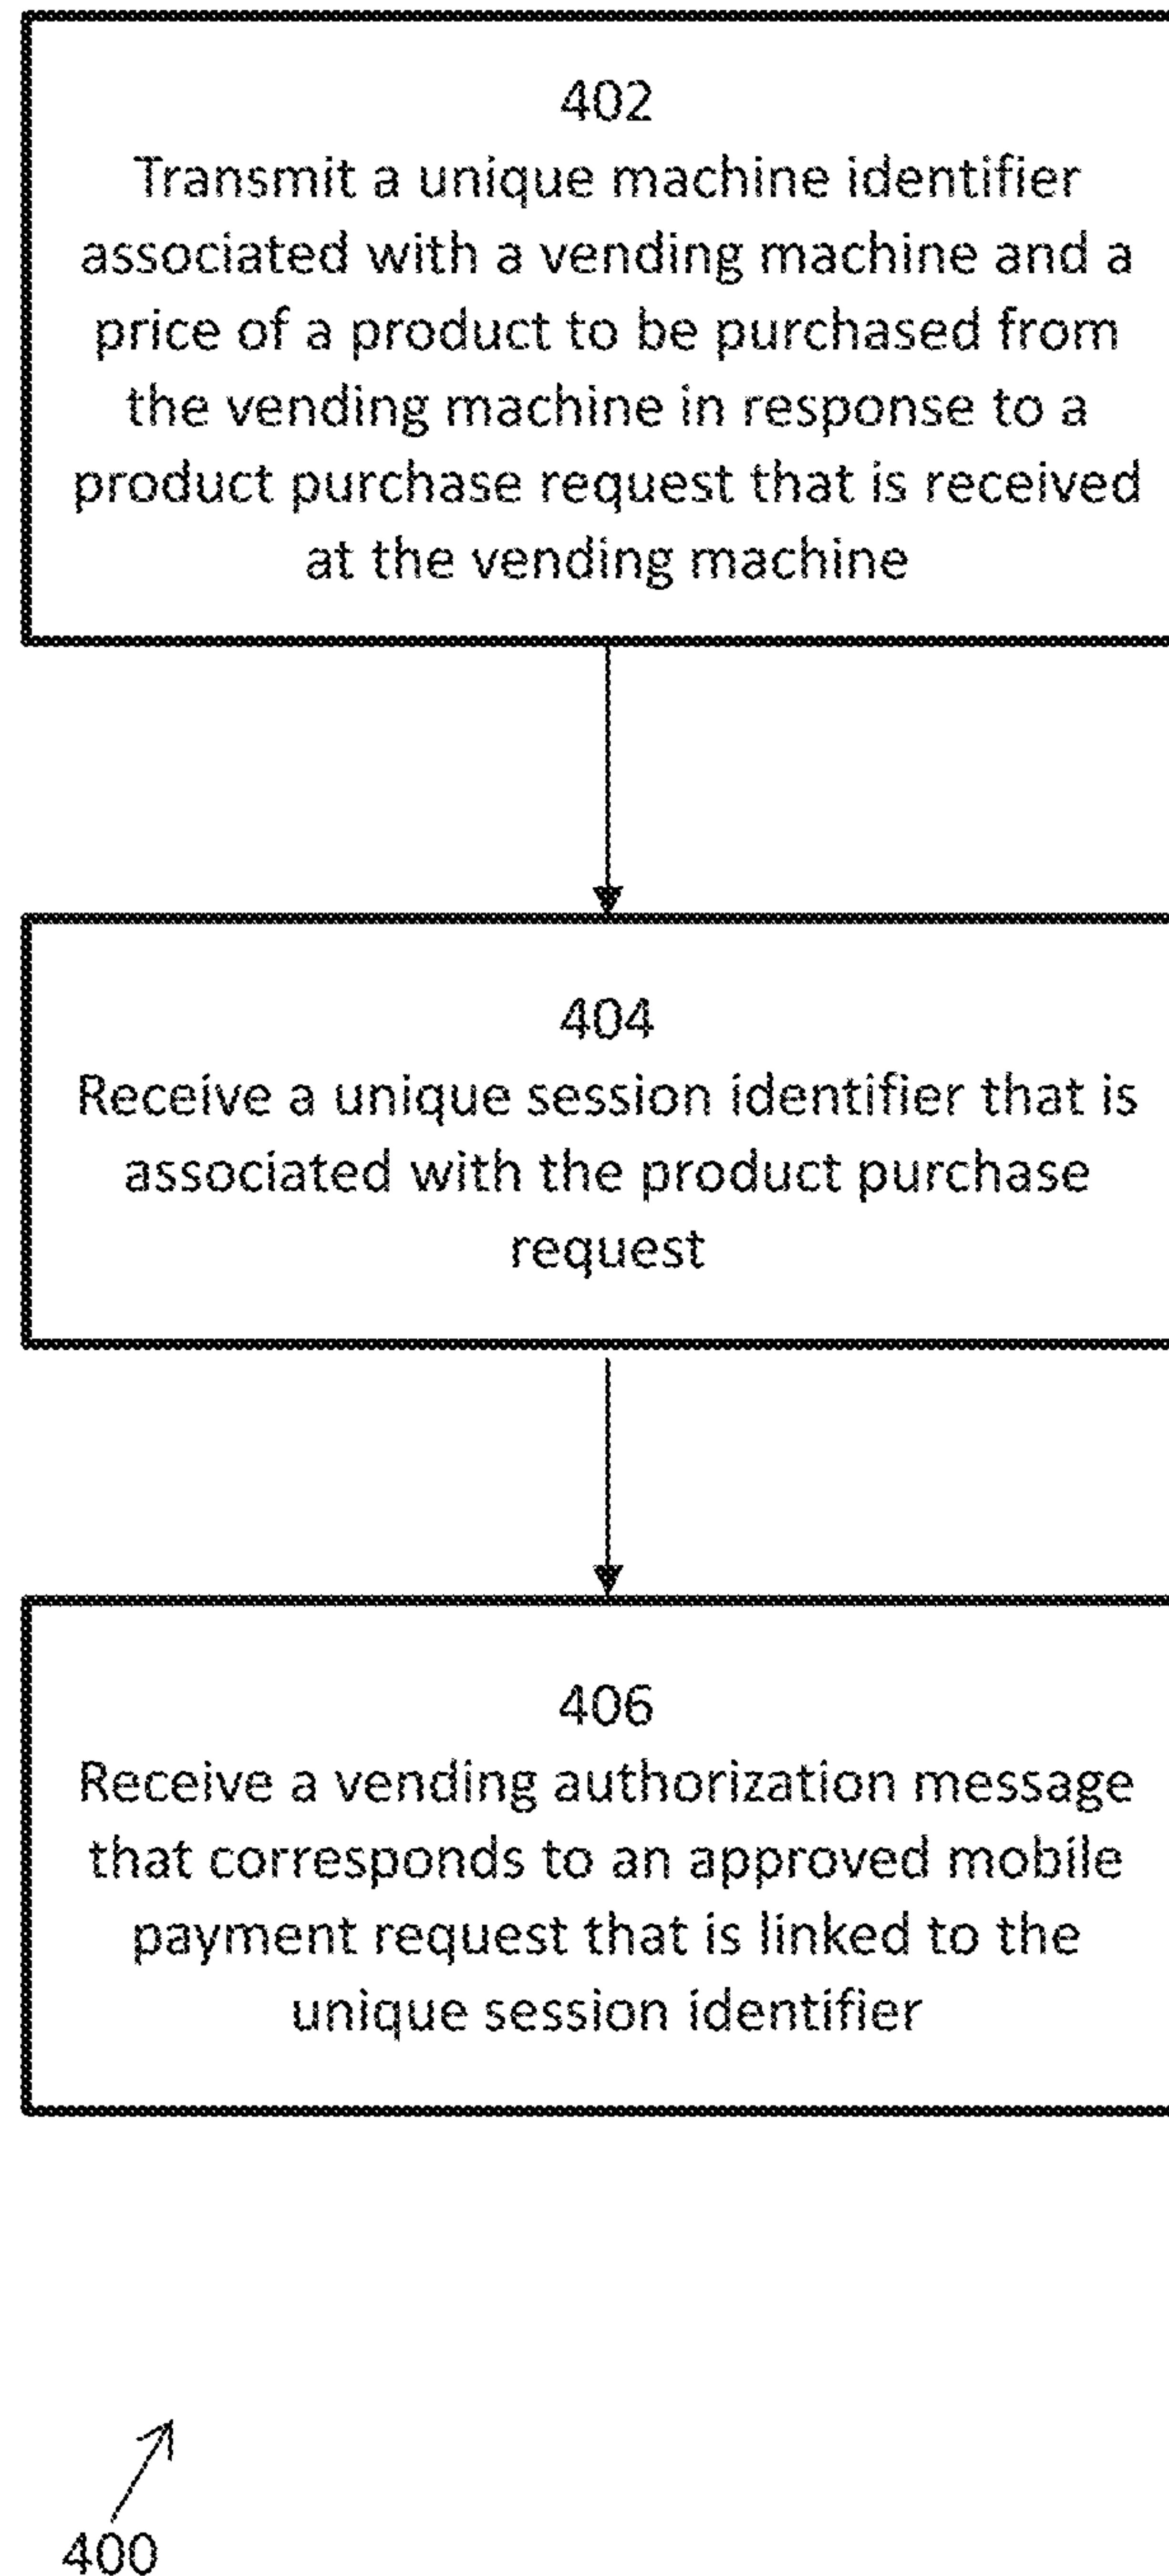 402
Transmit a unique machine identifier
associated with a vending machine and a
price of a product to be purchased from
the vending machine in response to a
product purchase request that is received
at the vending machine
404
Receive a unique session identifier that is
associated with the product purchase
request
406
Receive a vending authorization message
that corresponds to an approved mobile
payment request that is linked to the
unique session identifier
400